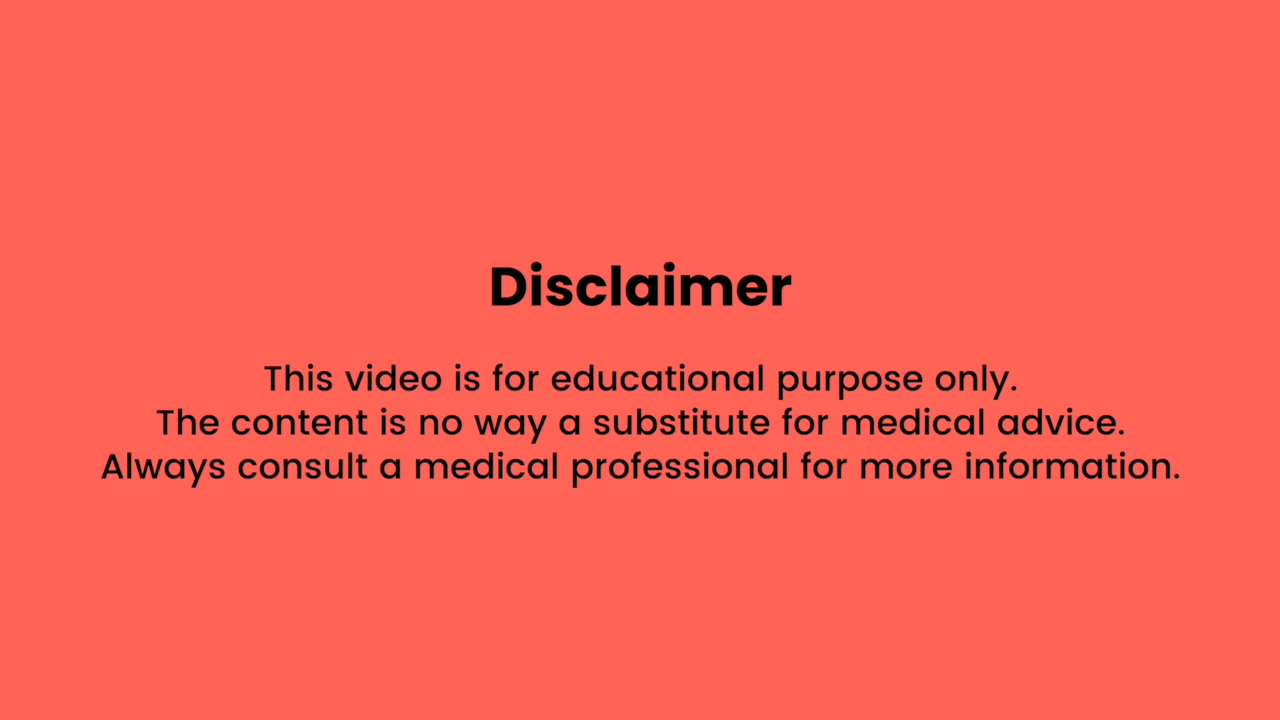 Disclaimer
This video is for educational purpose only.
The content is no way a substitute for medical advice.
Always consult a medical professional for more information.